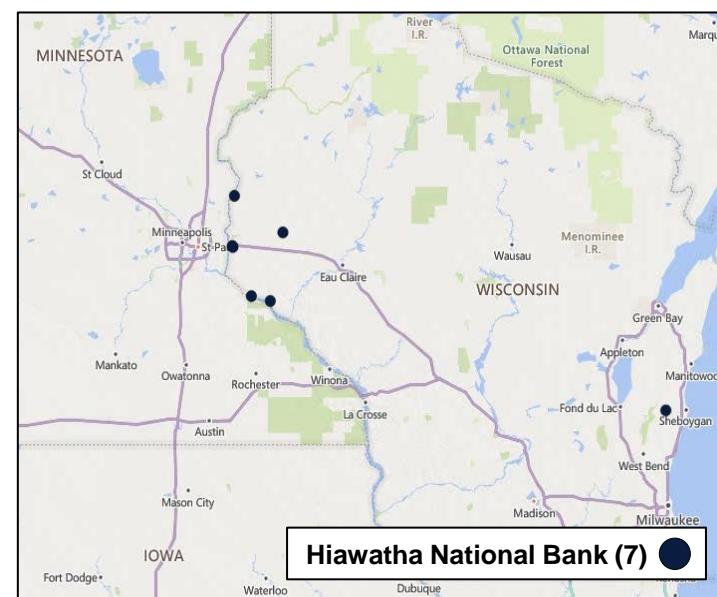 River
I.R.
Marq
Ottawa National
Forest
MINNESOTA
St Cloud
Minneapolis
St-Pa
Menominee
I.R.
Wausau
Eau Claire
WISCONSIN
Green Bay
Appleton
Mankato
Owatonna
Rochester
Winona
Manitowoc
La Crosse
Fond du Lac
Sheboygan
Austin
West Bend
Mason City
Madison
Milwaukee
Hiawatha National Bank (7)
IOWA
Fort Dodge
Waterloo
Dubuque